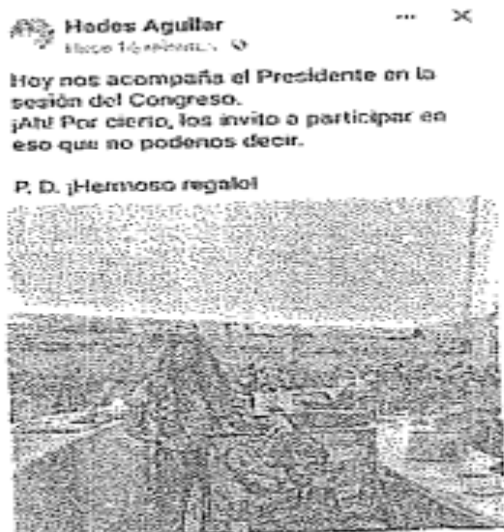 Hades Aguilar
Hoy nos acompaña el Presidente en la
sesión del Congreso.
¡Ah! Por cierto, los invito a participar en
eso que no podemos decir.
P. D. ¡Hermoso regalo!